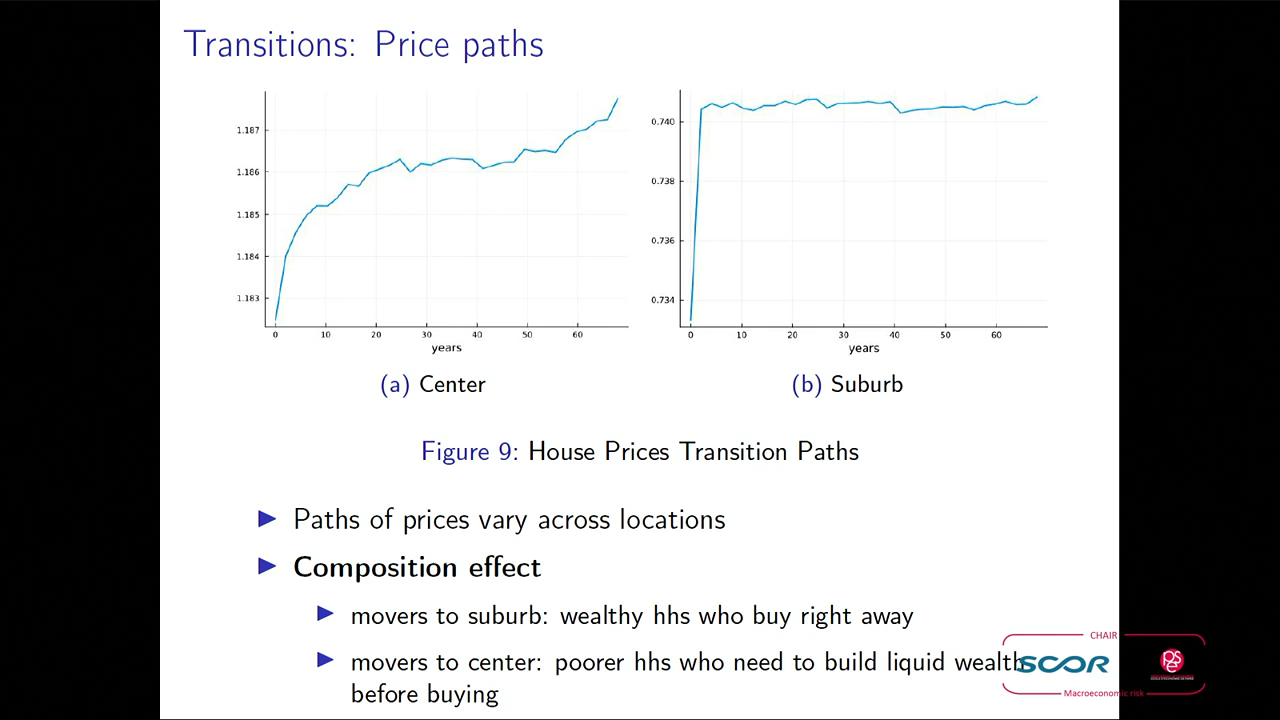 Transitions: Price paths
1.187
1.186
1.185
1.184
1.183
0 10 20 30 40 50 60
years
0.740
0.738
0.736
0.734
0 10 20 30 40 50 60
years
(a) Center
(b) Suburb
Figure 9: House Prices Transition Paths
Paths of prices vary across locations
Composition effect
movers to suburb: wealthy hhs who buy right away
movers to center: poorer hhs who need to build liquid wealth
before buying
CHAIR
SCOR
pse
Macroeconomic risk